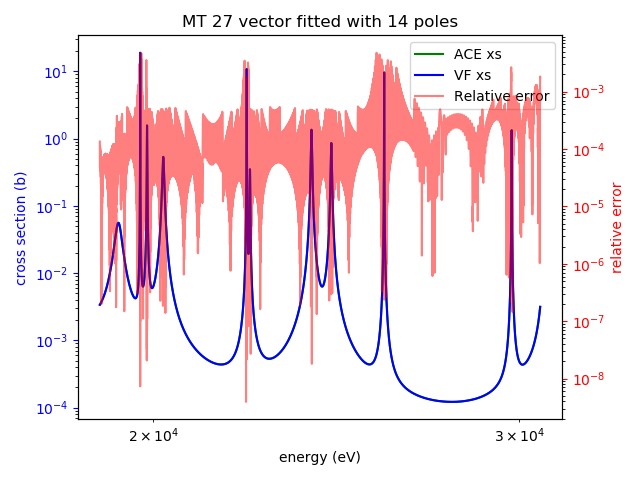 MT 27 vector fitted with 14 poles
ACE xs
VF xs
Relative error
10¹
10⁰
10⁻¹
10⁻²
10⁻³
10⁻⁴
cross section (b)
10⁻³
10⁻⁴
10⁻⁵
10⁻⁶
10⁻⁷
10⁻⁸
relative error
2 × 10⁴
3 × 10⁴
energy (eV)